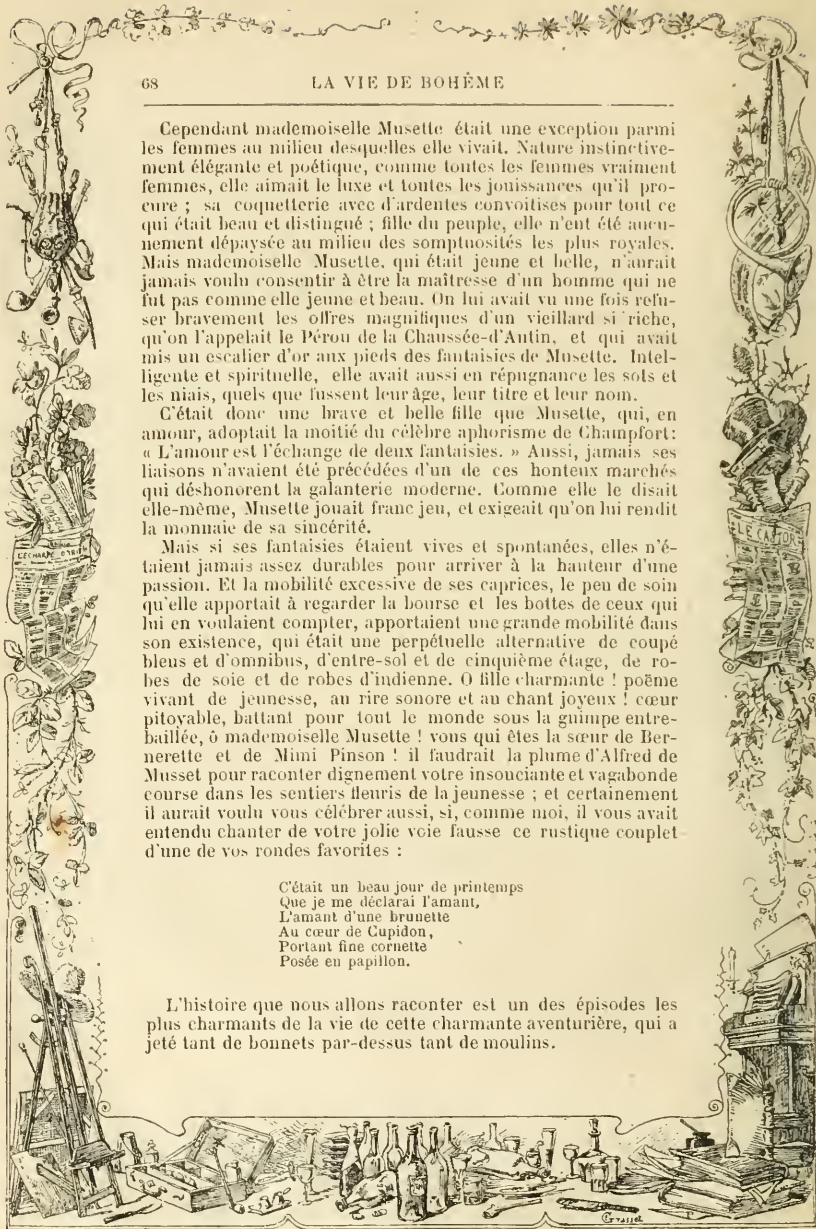 68 LA VIE DE BOHÊME
Cependant mademoiselle Musette était une exception parmi
les femmes au milieu desquelles elle vivait. Nature instinctive-
ment élégante et poétique, comme toutes les femmes vraiment
femmes, elle aimait le luxe et toutes les jouissances qu'il pro-
cure ; sa coquetterie avec d'ardentes convoitises pour tout ce
qui était beau et distingué ; fille du peuple, elle n'ent été aucu-
nement dépaysée au milieu des somptuosités les plus royales.
Mais mademoiselle Musette, qui était jeune et belle, n'aurait
jamais voulu consentir à être la maîtresse d'un homme qui ne
fut pas comme elle jeune et beau. On lui avait vu une fois refu-
ser bravement les offres magnifiques d'un vieillard si riche,
qu'on l'appelait le Pérou de la Chaussée-d'Antin, et qui avait
mis un escalier d'or aux pieds des fantaisies de Musette. Intel-
ligente et spirituelle, elle avait aussi en répugnance les sots et
les niais, quels que fussent leur âge, leur titre et leur nom.
C'était donc une brave et belle fille que Musette, qui, en
amour, adoptait la moitié du célèbre aphorisme de Champfort:
« L'amour est l'échange de deux fantaisies. » Aussi, jamais ses
liaisons n'avaient été précédées d'un de ces honteux marchés
qui déshonorent la galanterie moderne. Comme elle le disait
elle-même, Musette jouait franc jeu, et exigeait qu'on lui rendit
la monnaie de sa sincérité.
Mais si ses fantaisies étaient vives et spontanées, elles n'é-
taient jamais assez durables pour arriver à la hauteur d'une
passion. Et la mobilité excessive de ses caprices, le peu de soin
qu'elle apportait à regarder la bourse et les bottes de ceux qui
lui en voulaient compter, apportaient une grande mobilité dans
son existence, qui était une perpétuelle alternative de coupé
bleus et d'omnibus, d'entre-sol et de cinquième étage, de ro-
bes de soie et de robes d'indienne. O fille charmante ! poëme
vivant de jeunesse, au rire sonore et au chant joyeux ! cœur
pitoyable, battant pour tout le monde sous la guimpe entre-
baillée, ô mademoiselle Musette ! vous qui êtes la sœur de Ber-
nerette et de Mimi Pinson ! il faudrait la plume d'Alfred de
Musset pour raconter dignement votre insouciante et vagabonde
course dans les sentiers fleuris de la jeunesse ; et certainement
il aurait voulu vous célébrer aussi, si, comme moi, il vous avait
entendu chanter de votre jolie voie fausse ce rustique couplet
d'une de vos rondes favorites :
C'était un beau jour de printemps
Que je me déclarai l'amant,
L'amant d'une brunette
Au cœur de Cupidon,
Portant fine cornette
Posée en papillon.
L'histoire que nous allons raconter est un des épisodes les
plus charmants de la vie de cette charmante aventurière, qui a
jeté tant de bonnets par-dessus tant de moulins.
LE CASTOR
Grasset